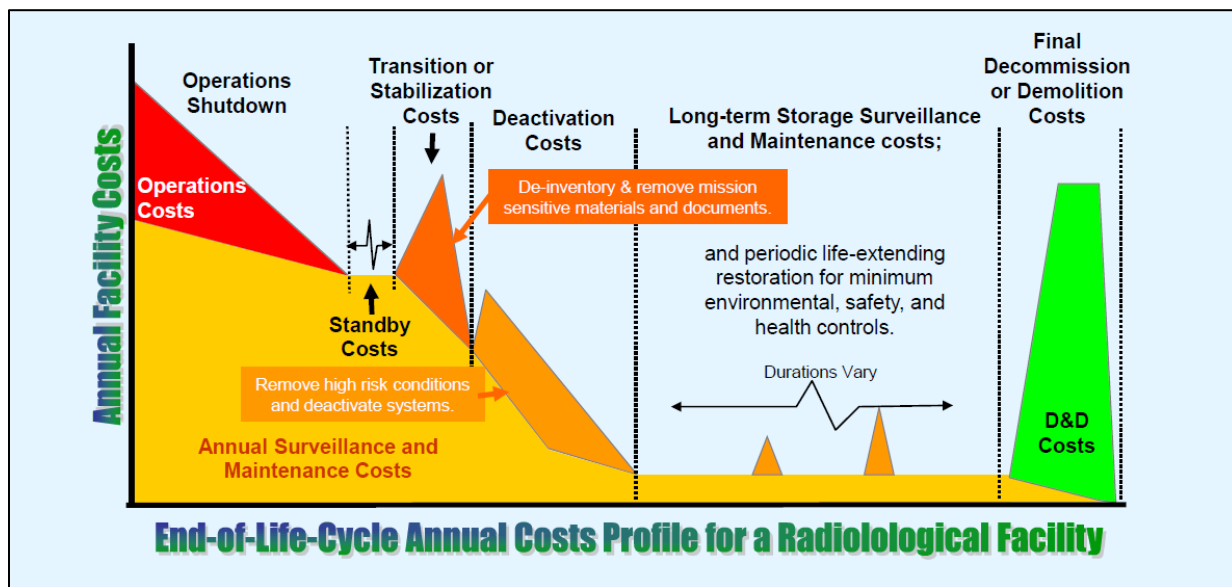 Annual Facility Costs
Operations
Shutdown
Operations
Costs
Transition or
Stabilization
Costs
Standby
Costs
Deactivation
Costs
De-inventory & remove mission
sensitive materials and documents.
Remove high risk conditions
and deactivate systems.
Annual Surveillance and
Maintenance Costs
Long-term Storage Surveillance
and Maintenance costs;
and periodic life-extending
restoration for minimum
environmental, safety, and
health controls.
Durations Vary
Final
Decommission
or Demolition
Costs
D&D
Costs
End-of-Life-Cycle Annual Costs Profile for a Radiolological Facility